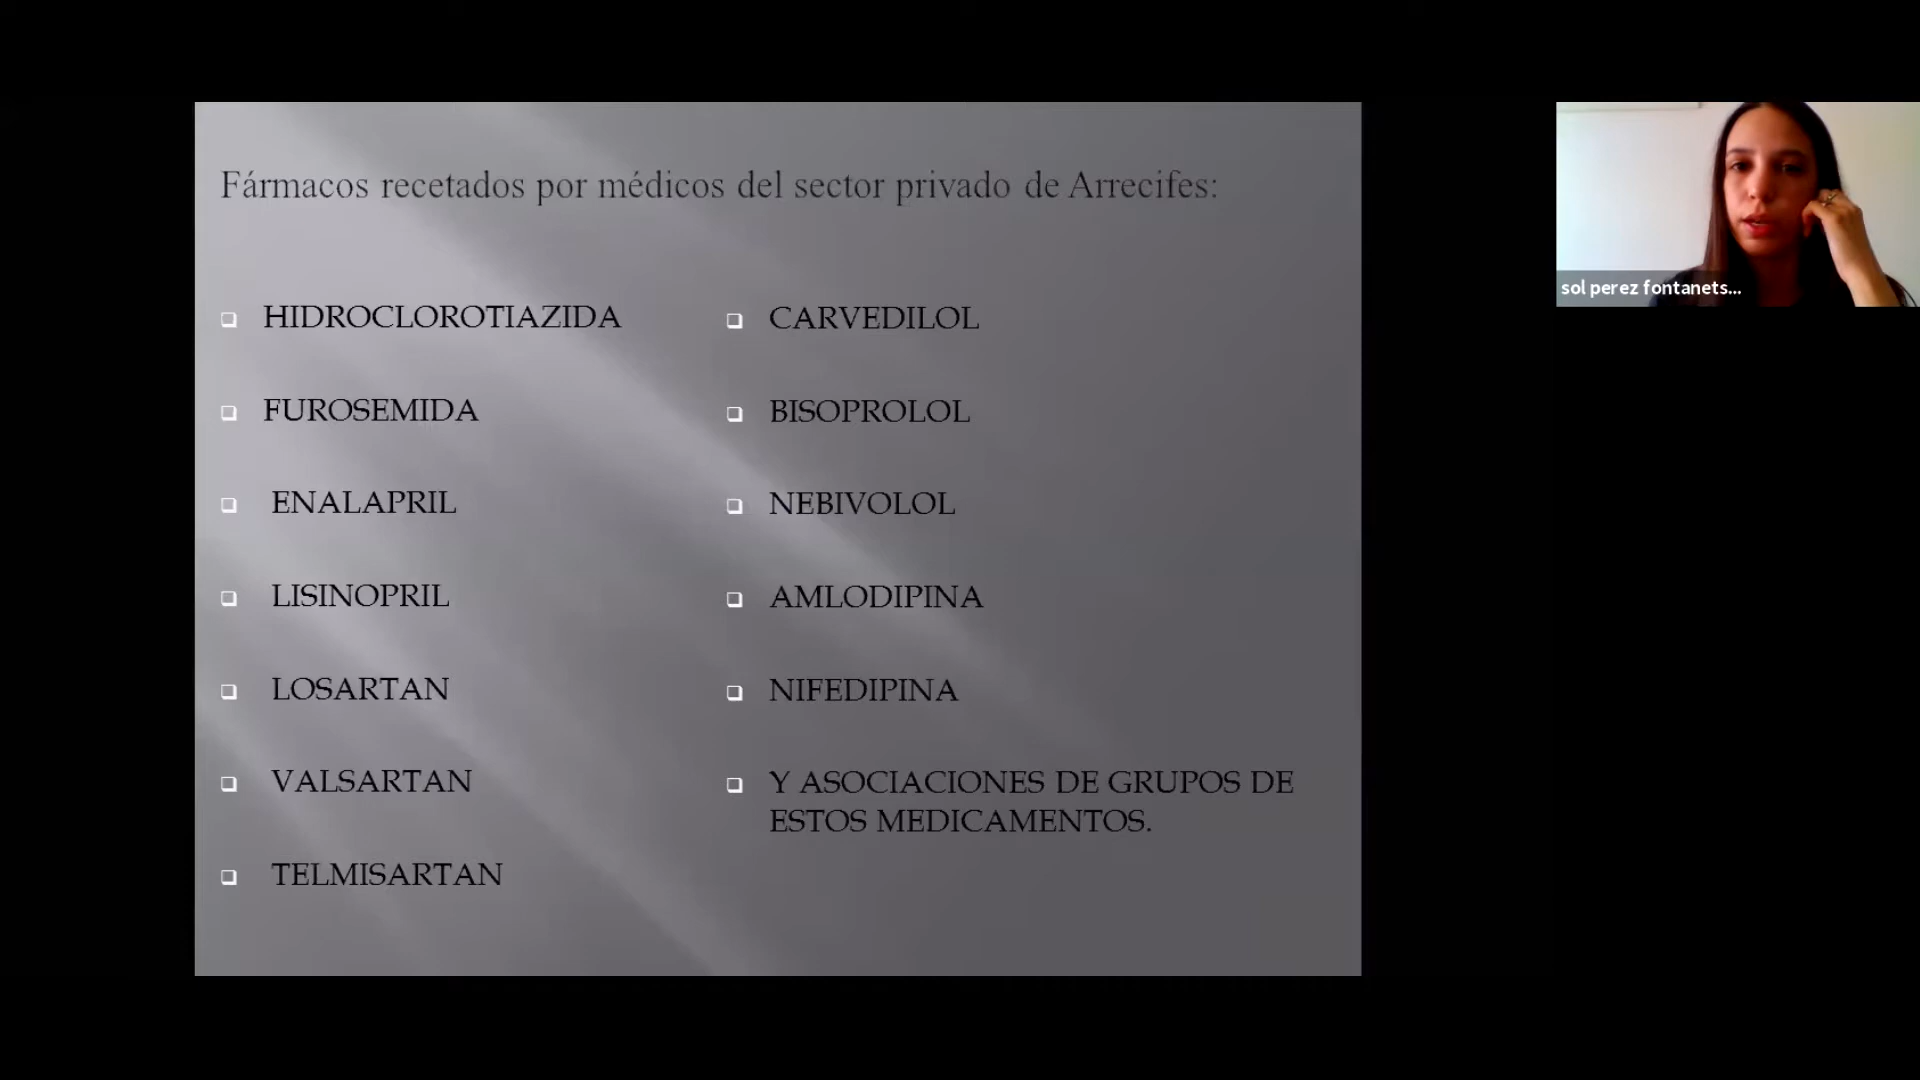 Fármacos recetados por médicos del sector privado de Arrecifes:
HIDROCLOROTIAZIDA
FUROSEMIDA
ENALAPRIL
LISINOPRIL
LOSARTAN
VALSARTAN
TELMISARTAN
CARVEDILOL
BISOPROLOL
NEBIVOLOL
AMLODIPINA
NIFEDIPINA
Y ASOCIACIONES DE GRUPOS DE
ESTOS MEDICAMENTOS.
sol perez fontanets...